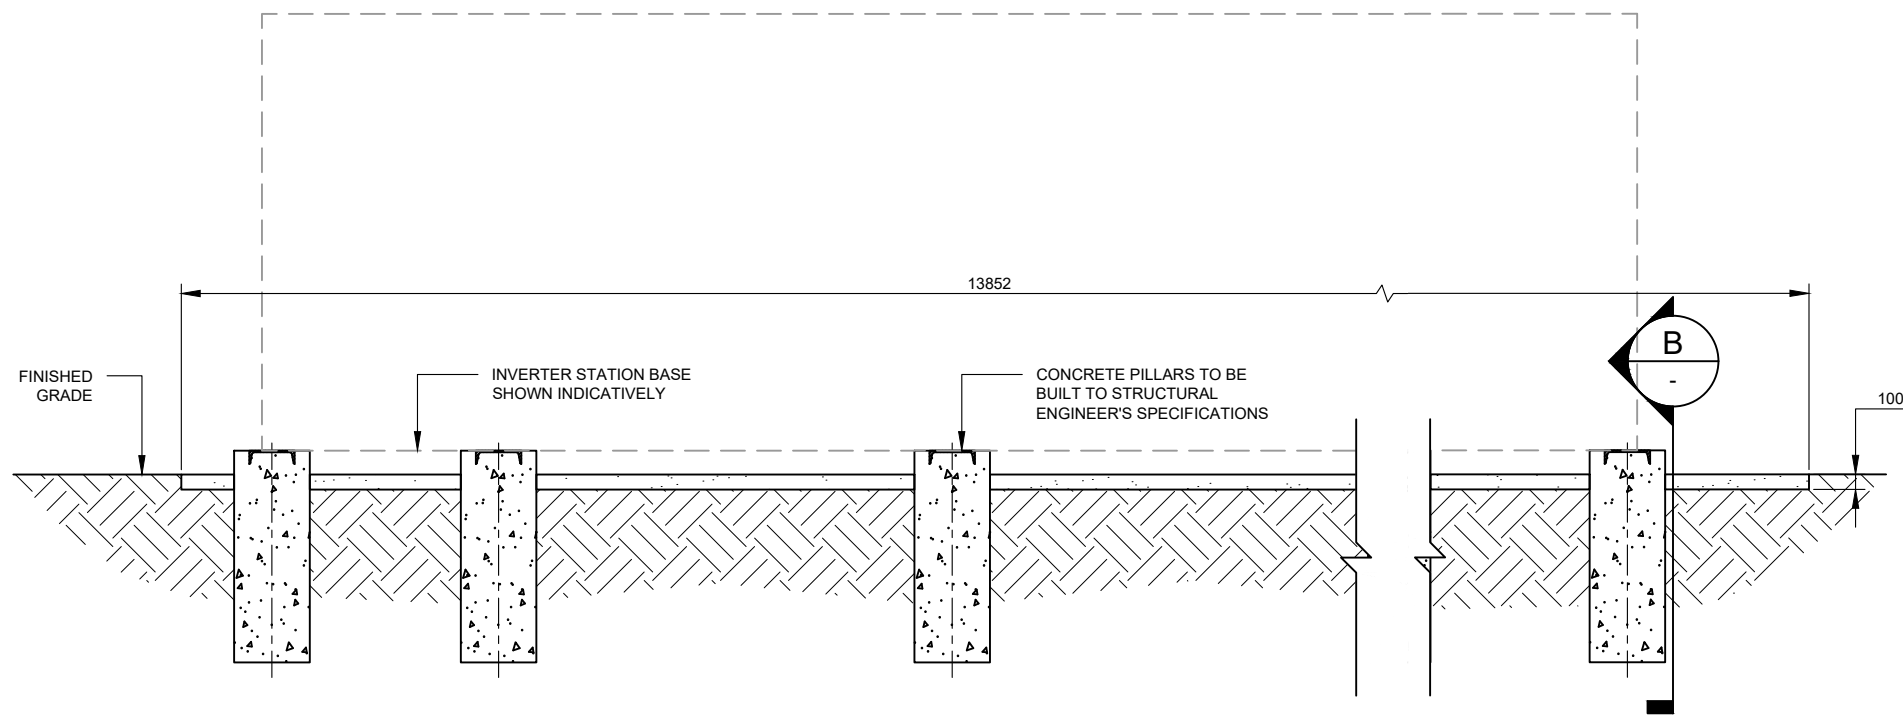 13852
B
-
FINISHED
GRADE
INVERTER STATION BASE
SHOWN INDICATIVELY
CONCRETE PILLARS TO BE
BUILT TO STRUCTURAL
ENGINEER'S SPECIFICATIONS
100